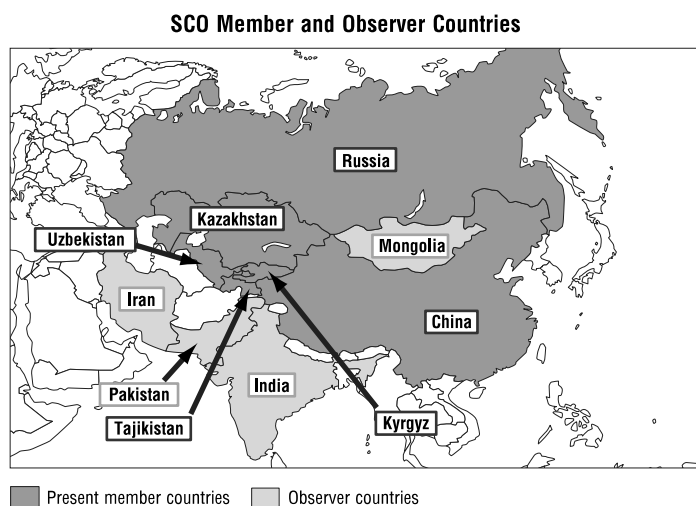 SCO Member and Observer Countries
Russia
Kazakhstan
Uzbekistan
Mongolia
Iran
China
India
Pakistan
Tajikistan
Kyrgyz
Present member countries
Observer countries